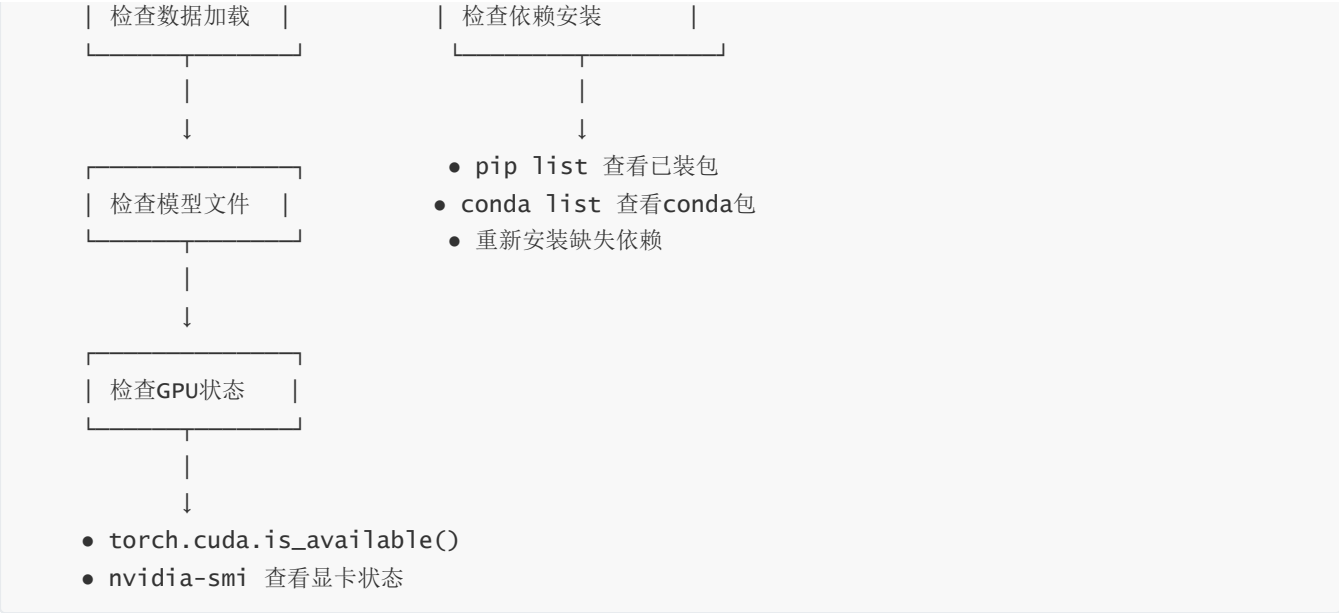 检查数据加载 检查依赖安装
• pip list 查看已装包
检查模型文件 • conda list 查看conda包
• 重新安装缺失依赖
检查GPU状态
• torch.cuda.is_available()
• nvidia-smi 查看显卡状态